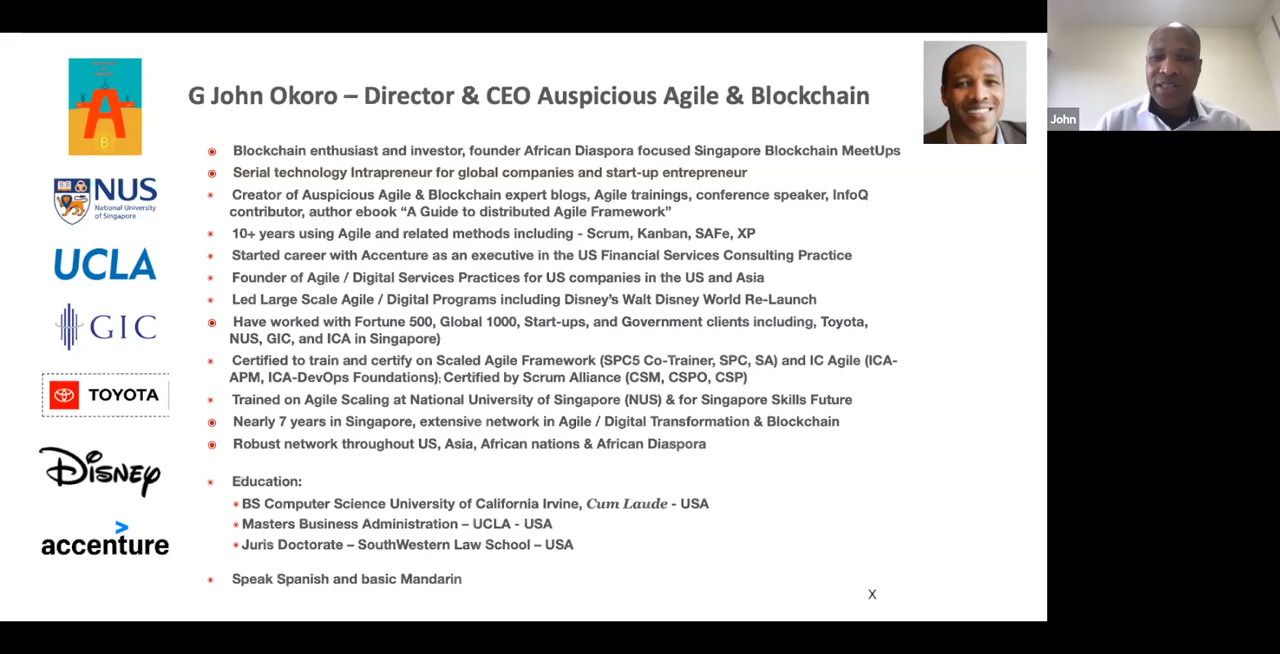 G John Okoro – Director & CEO Auspicious Agile & Blockchain
John
Blockchain enthusiast and investor, founder African Diaspora focused Singapore Blockchain MeetUps
Serial technology Intrapreneur for global companies and start-up entrepreneur
Creator of Auspicious Agile & Blockchain expert blogs, Agile trainings, conference speaker, InfoQ
contributor, author ebook “A Guide to distributed Agile Framework”
10+ years using Agile and related methods including - Scrum, Kanban, SAFe, XP
Started career with Accenture as an executive in the US Financial Services Consulting Practice
Founder of Agile / Digital Services Practices for US companies in the US and Asia
Led Large Scale Agile / Digital Programs including Disney’s Walt Disney World Re-Launch
Have worked with Fortune 500, Global 1000, Start-ups, and Government clients including, Toyota,
NUS, GIC, and ICA in Singapore)
Certified to train and certify on Scaled Agile Framework (SPC5 Co-Trainer, SPC, SA) and IC Agile (ICA-
APM, ICA-DevOps Foundations); Certified by Scrum Alliance (CSM, CSPO, CSP)
Trained on Agile Scaling at National University of Singapore (NUS) & for Singapore Skills Future
Nearly 7 years in Singapore, extensive network in Agile / Digital Transformation & Blockchain
Robust network throughout US, Asia, African nations & African Diaspora
Education:
BS Computer Science University of California Irvine, Cum Laude - USA
Masters Business Administration – UCLA - USA
Juris Doctorate – SouthWestern Law School – USA
Speak Spanish and basic Mandarin
X
A
B
NUS
National University
of Singapore
UCLA
GIC
TOYOTA
Disney
accenture